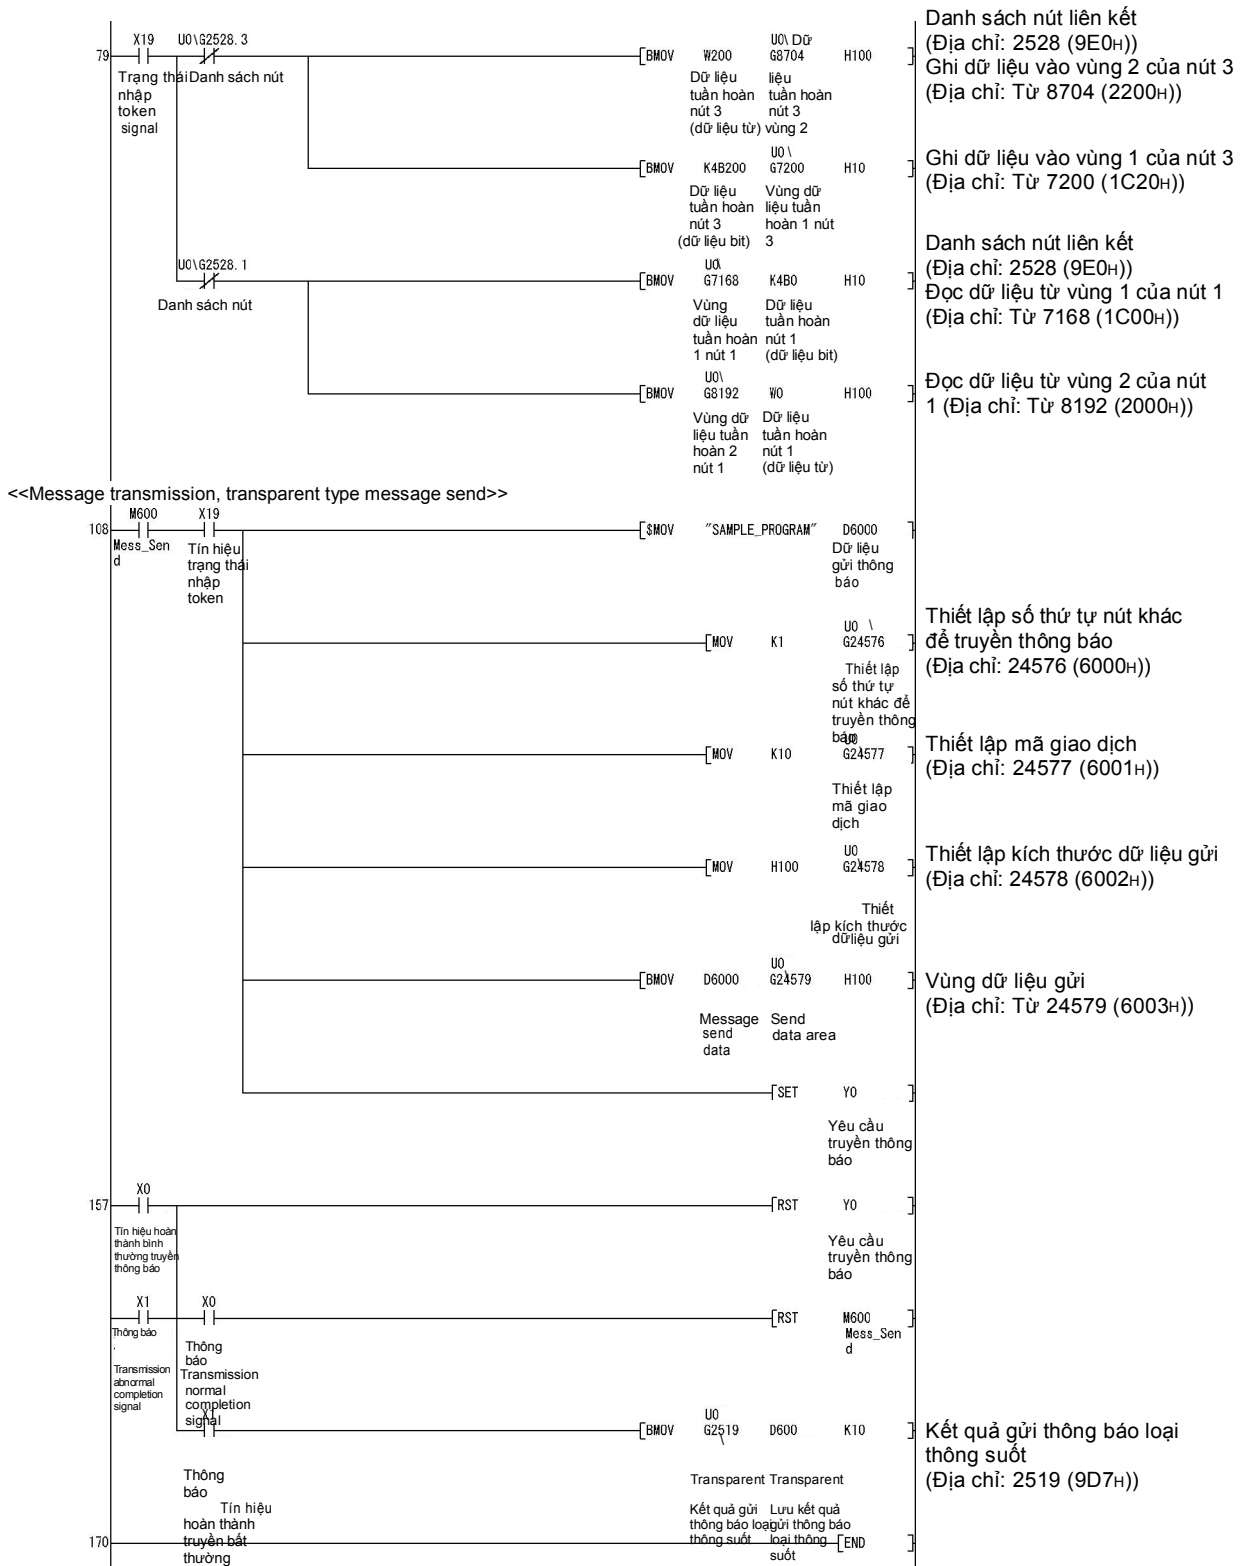 Danh sách nút liên kết
X19 U0\G2528.3 U0\ Dữ (Địa chỉ: 2528 (9E0H))
79 [BMOV W200 G8704 H100 ]
Ghi dữ liệu vào vùng 2 của nút 3
(Địa chỉ: Từ 8704 (2200H))
Trạng thái Danh sách nút
nhập
token
signal
Dữ liệu
tuần hoàn
nút 3
(dữ liệu từ)
liệu
tuần hoàn
nút 3
vùng 2
U0 \
[BMOV K4B200 G7200 H10 ]
Ghi dữ liệu vào vùng 1 của nút 3
(Địa chỉ: Từ 7200 (1C20H))
Dữ liệu
tuần hoàn
nút 3
(dữ liệu bit)
Vùng dữ
liệu tuần
hoàn 1 nút
3
Danh sách nút liên kết
(Địa chỉ: 2528 (9E0H))
U0\G2528.1 U0\
[BMOV G7168 K4B0 H10 ]
Đọc dữ liệu từ vùng 1 của nút 1
(Địa chỉ: Từ 7168 (1C00H))
Danh sách nút
Vùng
dữ liệu
tuần hoàn
1 nút 1
Dữ liệu
tuần hoàn
nút 1
(dữ liệu bit)
U0\
[BMOV G8192 W0 H100 ]
Đọc dữ liệu từ vùng 2 của nút
1 (Địa chỉ: Từ 8192 (2000H))
Vùng dữ
liệu tuần
hoàn 2
nút 1
Dữ liệu
tuần hoàn
nút 1
(dữ liệu từ)
<<Message transmission, transparent type message send>>
M600 X19
108 [$MOV "SAMPLE_PROGRAM" D6000 ]
Mess_Sen
d
Tín hiệu
trạng thái
nhập
token
Dữ liệu
gửi thông
báo
U0 \
[MOV K1 G24576 ]
Thiết lập số thứ tự nút khác
để truyền thông báo
(Địa chỉ: 24576 (6000H))
Thiết lập
số thứ tự
nút khác để
truyền thông
báo
U0\
[MOV K10 G24577 ]
Thiết lập mã giao dịch
(Địa chỉ: 24577 (6001H))
Thiết lập
mã giao
dịch
U0
[MOV H100 G24578 ]
Thiết lập kích thước dữ liệu gửi
(Địa chỉ: 24578 (6002H))
Thiết
lập kích thước
dữliệu gửi
U0
[BMOV D6000 G24579 H100 ]
Vùng dữ liệu gửi
(Địa chỉ: Từ 24579 (6003H))
Message
send
data
Send
data area
[SET Y0 ]
Yêu cầu
truyền thông
báo
X0
157 [RST Y0 ]
Tín hiệu hoàn
thành bình
thường truyền
thông báo
Yêu cầu
truyền thông
báo
X1 X0
[RST M600 ]
Mess_Sen
d
Thông báo
.
Transmission
abnormal
completion
signal
Thông
báo
Transmission
normal
completion
signal
X1 U0
[BMOV G2519 D600 K10 ]
\
Kết quả gửi thông báo loại
thông suốt
(Địa chỉ: 2519 (9D7H))
Thông
báo
Tín hiệu
hoàn thành
truyền bất
thường
Transparent
Kết quả gửi
thông báo loại
thông suốt
Transparent
Lưu kết quả
gửi thông báo
loại thông
suốt
170 [END ]